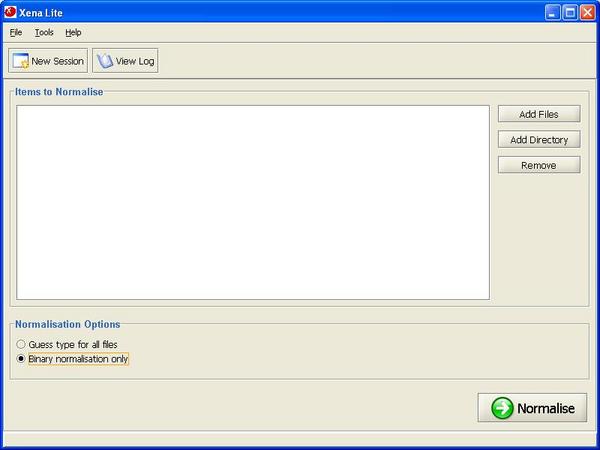 Xena Lite
File Tools Help
New Session View Log
Items to Normalise
Add Files
Add Directory
Remove
Normalisation Options
Guess type for all files
Binary normalisation only
Normalise